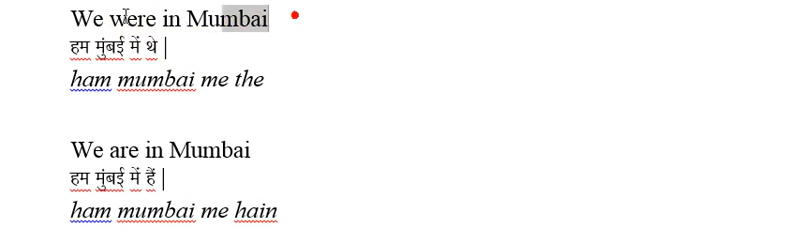 We were in Mumbai
हम मुंबई में थे |
ham mumbai me the
We are in Mumbai
हम मुंबई में हैं |
ham mumbai me hain